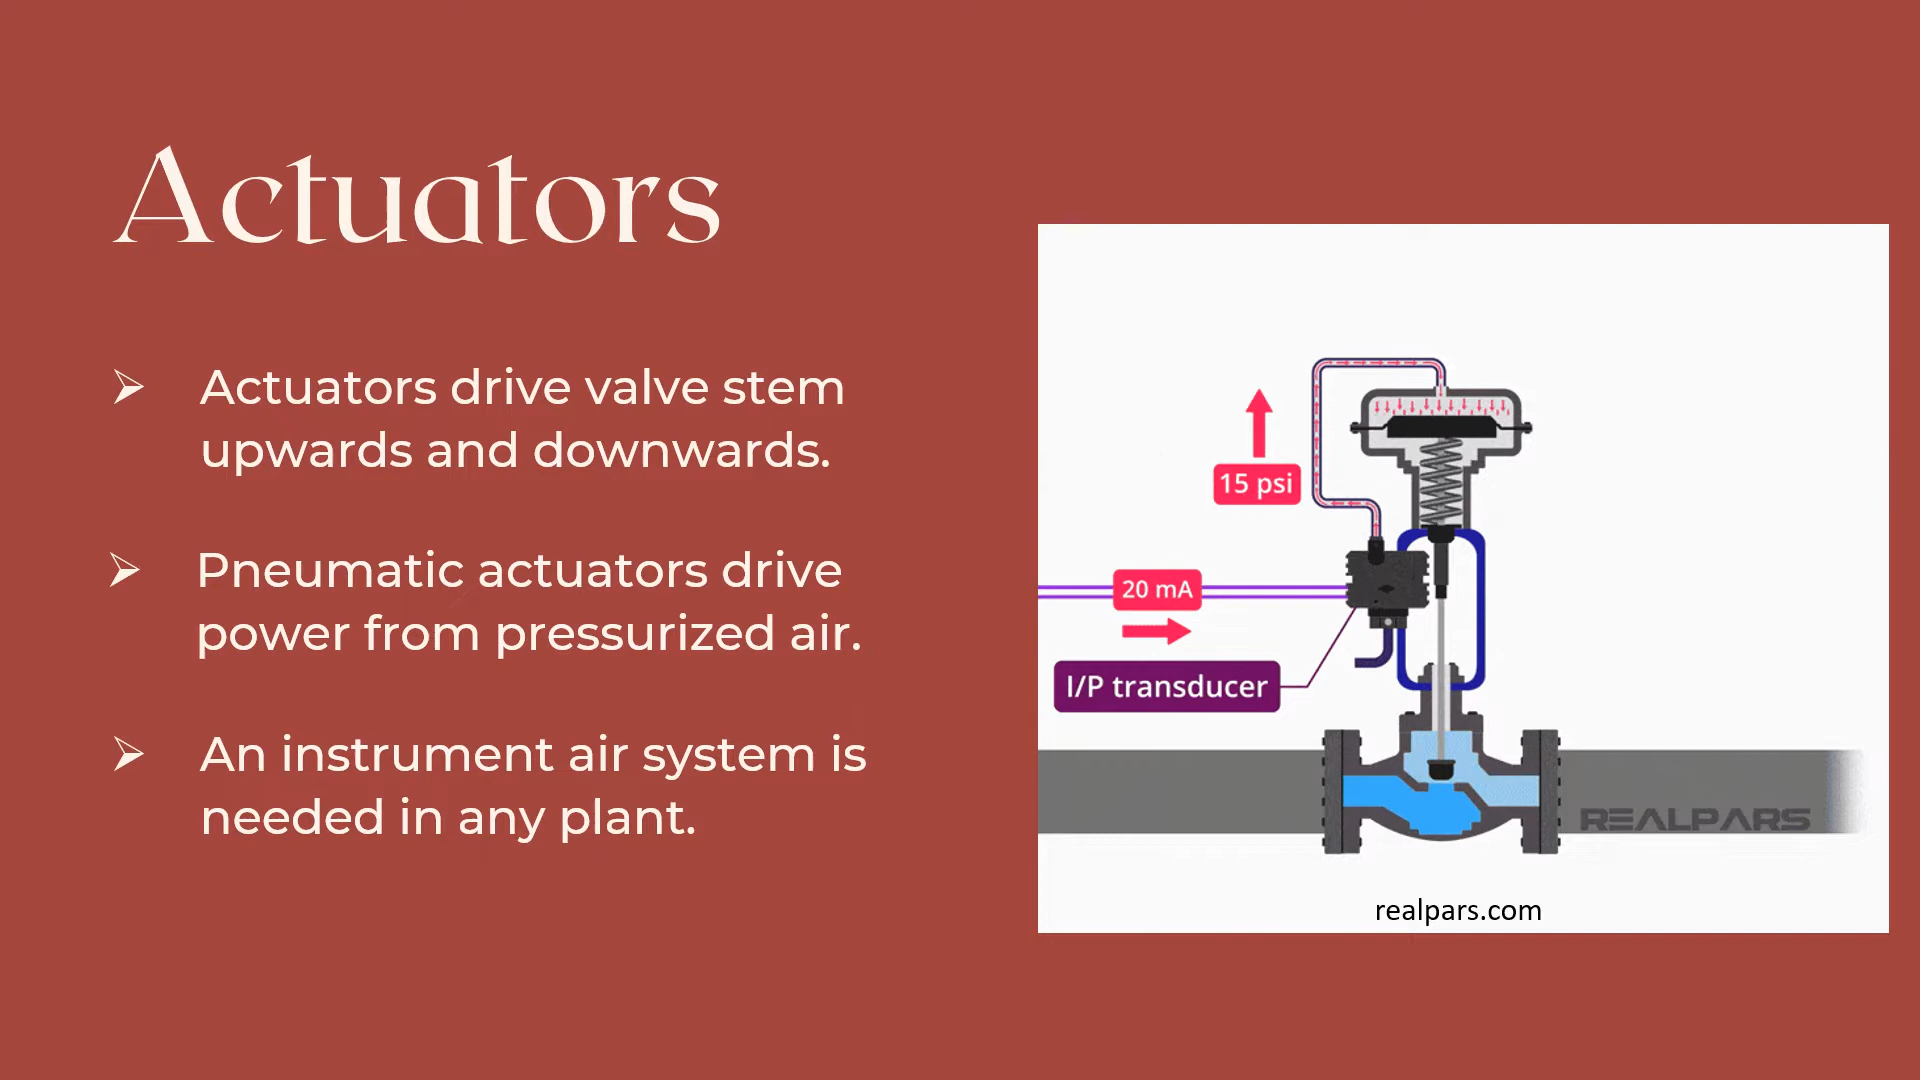 Actuators
Actuators drive valve stem
upwards and downwards.
Pneumatic actuators drive
power from pressurized air.
An instrument air system is
needed in any plant.
15 psi
20 mA
I/P transducer
REALPARS
realpars.com